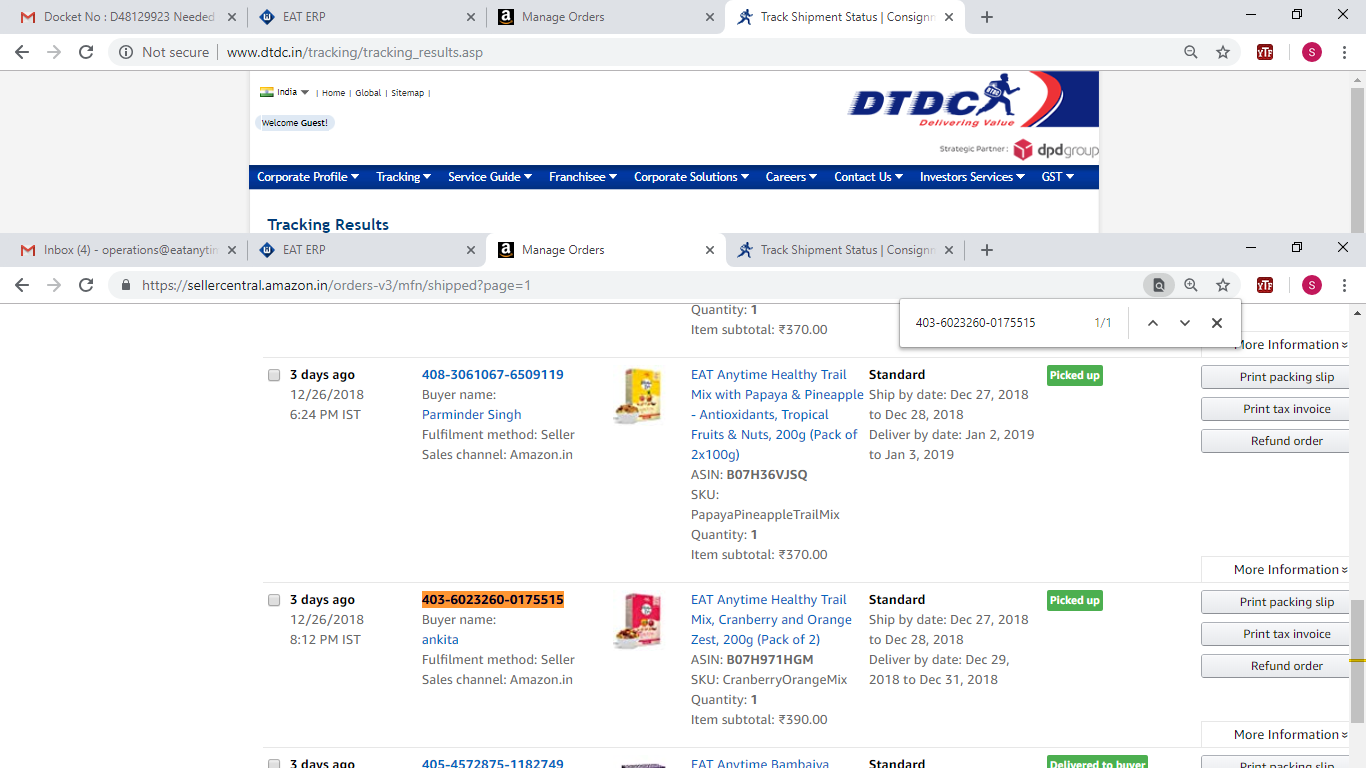 Docket No : D48129923 Needed
EAT ERP
Manage Orders
Track Shipment Status | Consignm
Not secure
www.dtdc.in/tracking/tracking_results.asp
YTF
S
India | Home | Global | Sitemap |
Welcome Guest!
DTDC
Delivering Value
Strategic Partner :
dpdgroup
Corporate Profile Tracking Service Guide Franchisee Corporate Solutions Careers Contact Us Investors Services GST
Tracking Results
Inbox (4) - operations@eatanytim
EAT ERP
Manage Orders
Track Shipment Status | Consignm
https://sellercentral.amazon.in/orders-v3/mfn/shipped?page=1
YTF
S
403-6023260-0175515
1/1
Quantity: 1
Item subtotal: ₹370.00
More Information
3 days ago
12/26/2018
6:24 PM IST
408-3061067-6509119
Buyer name:
Parminder Singh
Fulfilment method: Seller
Sales channel: Amazon.in
EAT Anytime Healthy Trail
Mix with Papaya & Pineapple
- Antioxidants, Tropical
Fruits & Nuts, 200g (Pack of
2x100g)
ASIN: B07H36VJSQ
SKU:
PapayaPineappleTrailMix
Quantity: 1
Item subtotal: ₹370.00
Standard
Ship by date: Dec 27, 2018
to Dec 28, 2018
Deliver by date: Jan 2, 2019
to Jan 3, 2019
Picked up
Print packing slip
Print tax invoice
Refund order
More Information
3 days ago
12/26/2018
8:12 PM IST
403-6023260-0175515
Buyer name:
ankita
Fulfilment method: Seller
Sales channel: Amazon.in
EAT Anytime Healthy Trail
Mix, Cranberry and Orange
Zest, 200g (Pack of 2)
ASIN: B07H971HGM
SKU: CranberryOrangeMix
Quantity: 1
Item subtotal: ₹390.00
Standard
Ship by date: Dec 27, 2018
to Dec 28, 2018
Deliver by date: Dec 29,
2018 to Dec 31, 2018
Picked up
Print packing slip
Print tax invoice
Refund order
More Information
3 days ago
405-4572875-1182749
EAT Anytime Bambaiya
Standard
Delivered to buyer
Print packing slip